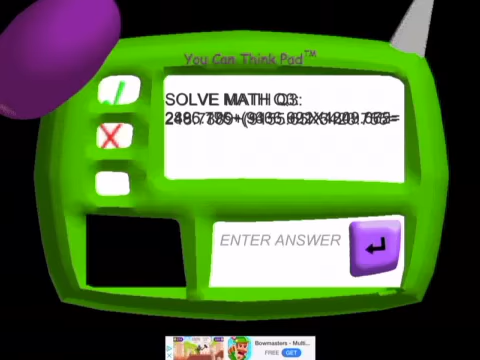 You Can Think Pad™
SOLVE MATH Q3:
ENTER ANSWER
Bowmasters - Multi...
FREE GET